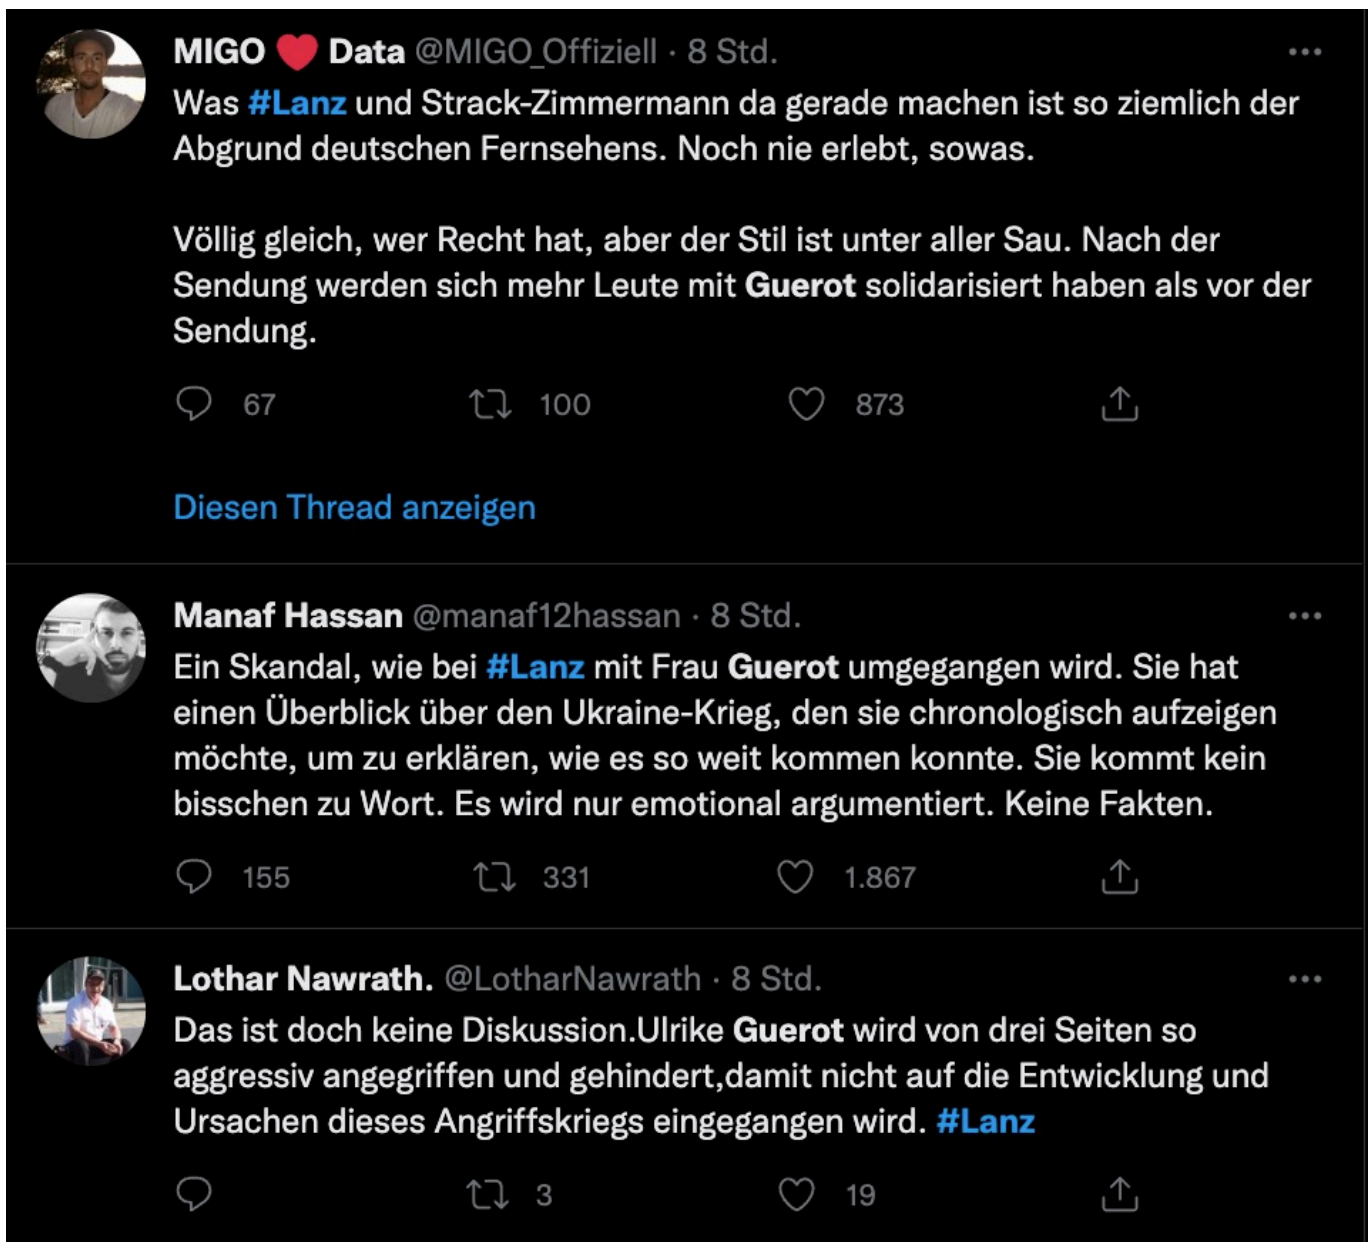 MIGO ❤️ Data @MIGO_Offiziell · 8 Std.
Was #Lanz und Strack-Zimmermann da gerade machen ist so ziemlich der
Abgrund deutschen Fernsehens. Noch nie erlebt, sowas.
Völlig gleich, wer Recht hat, aber der Stil ist unter aller Sau. Nach der
Sendung werden sich mehr Leute mit Guerot solidarisiert haben als vor der
Sendung.
67 100 873
Diesen Thread anzeigen
Manaf Hassan @manaf12hassan · 8 Std.
Ein Skandal, wie bei #Lanz mit Frau Guerot umgegangen wird. Sie hat
einen Überblick über den Ukraine-Krieg, den sie chronologisch aufzeigen
möchte, um zu erklären, wie es so weit kommen konnte. Sie kommt kein
bisschen zu Wort. Es wird nur emotional argumentiert. Keine Fakten.
155 331 1.867
Lothar Nawrath. @LotharNawrath · 8 Std.
Das ist doch keine Diskussion.Ulrike Guerot wird von drei Seiten so
aggressiv angegriffen und gehindert,damit nicht auf die Entwicklung und
Ursachen dieses Angriffskriegs eingegangen wird. #Lanz
3 19